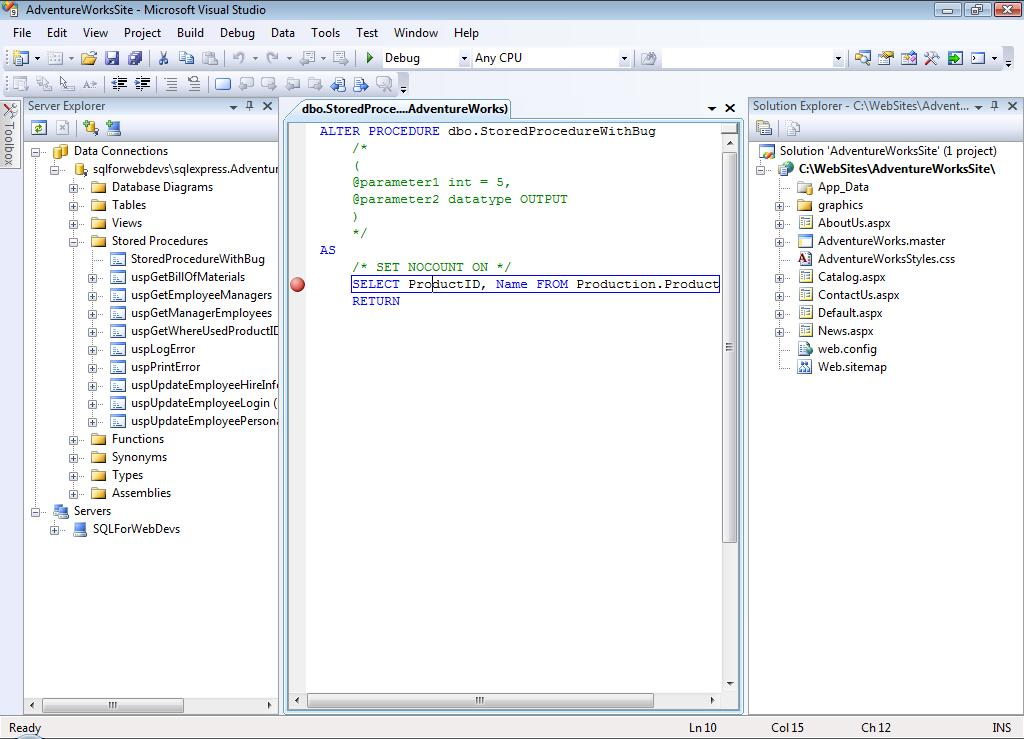 AdventureWorksSite - Microsoft Visual Studio
File Edit View Project Build Debug Data Tools Test Window Help
Debug Any CPU
Toolbox
Server Explorer
Data Connections
sqlforwebdevs\sqlexpress.Adventur
Database Diagrams
Tables
Views
Stored Procedures
StoredProcedureWithBug
uspGetBillOfMaterials
uspGetEmployeeManagers
uspGetManagerEmployees
uspGetWhereUsedProductID
uspLogError
uspPrintError
uspUpdateEmployeeHireInfo
uspUpdateEmployeeLogin (
uspUpdateEmployeePersona
Functions
Synonyms
Types
Assemblies
Servers
SQLForWebDevs
dbo.StoredProce....AdventureWorks)
ALTER PROCEDURE dbo.StoredProcedureWithBug
/*
(
@parameter1 int = 5,
@parameter2 datatype OUTPUT
)
*/
AS
/* SET NOCOUNT ON */
SELECT ProductID, Name FROM Production.Product
RETURN
Solution Explorer - C:\WebSites\Advent...
Solution 'AdventureWorksSite' (1 project)
C:\WebSites\AdventureWorksSite\
App_Data
graphics
AboutUs.aspx
AdventureWorks.master
AdventureWorksStyles.css
Catalog.aspx
ContactUs.aspx
Default.aspx
News.aspx
web.config
Web.sitemap
Ready Ln 10 Col 15 Ch 12 INS